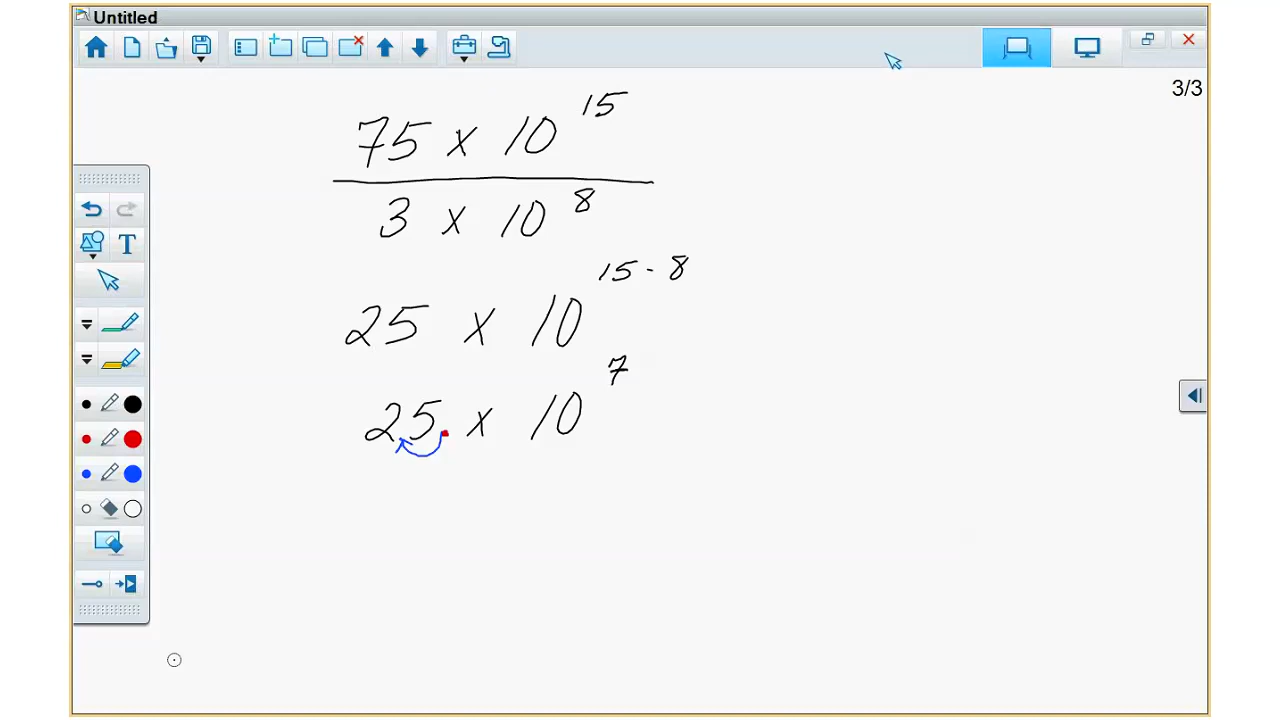 Untitled
3/3
75 x 10^15
3 x 10^8
25 x 10^15-8
25. x 10^7
T